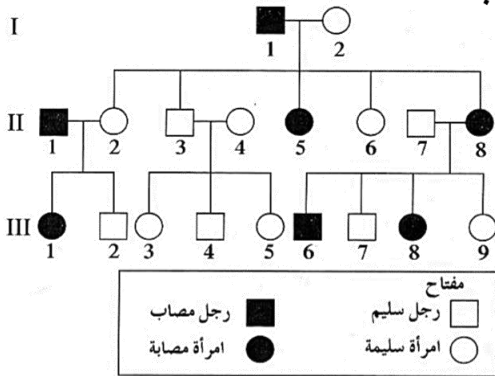 I
1 2
II
1 2 3 4 5 6 7 8
III
1 2 3 4 5 6 7 8 9
مفتاح
رجل سليم
رجل مصاب
امرأة سليمة
امرأة مصابة